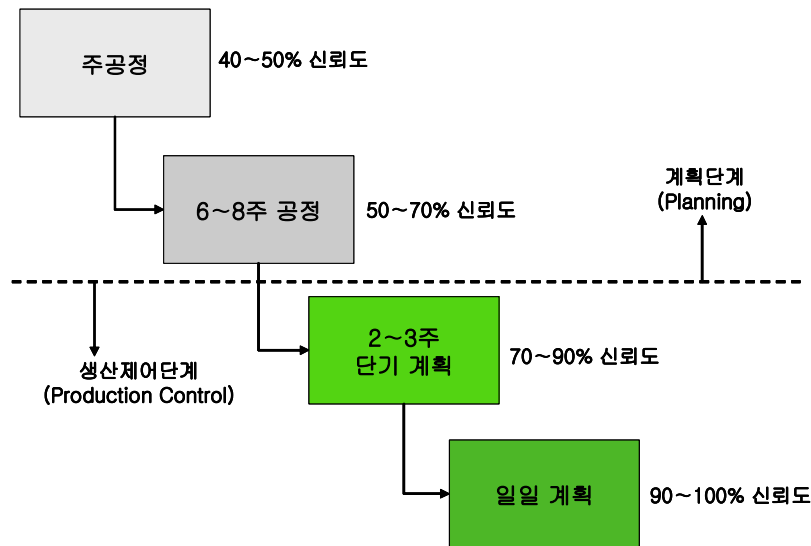 주공정
40~50% 신뢰도
6~8주 공정
50~70% 신뢰도
계획단계
(Planning)
2~3주
단기 계획
70~90% 신뢰도
생산제어단계
(Production Control)
일일 계획
90~100% 신뢰도